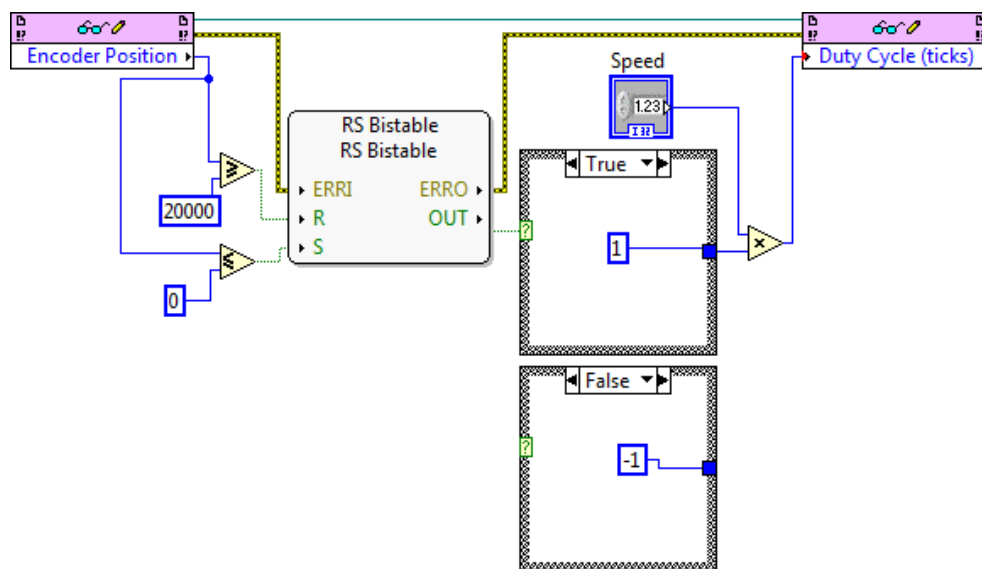 Encoder Position
Duty Cycle (ticks)
Speed
1.23
I32
RS Bistable
RS Bistable
ERRI ERRO
R OUT
S
≥
20000
≤
0
? True
1
×
? False
-1